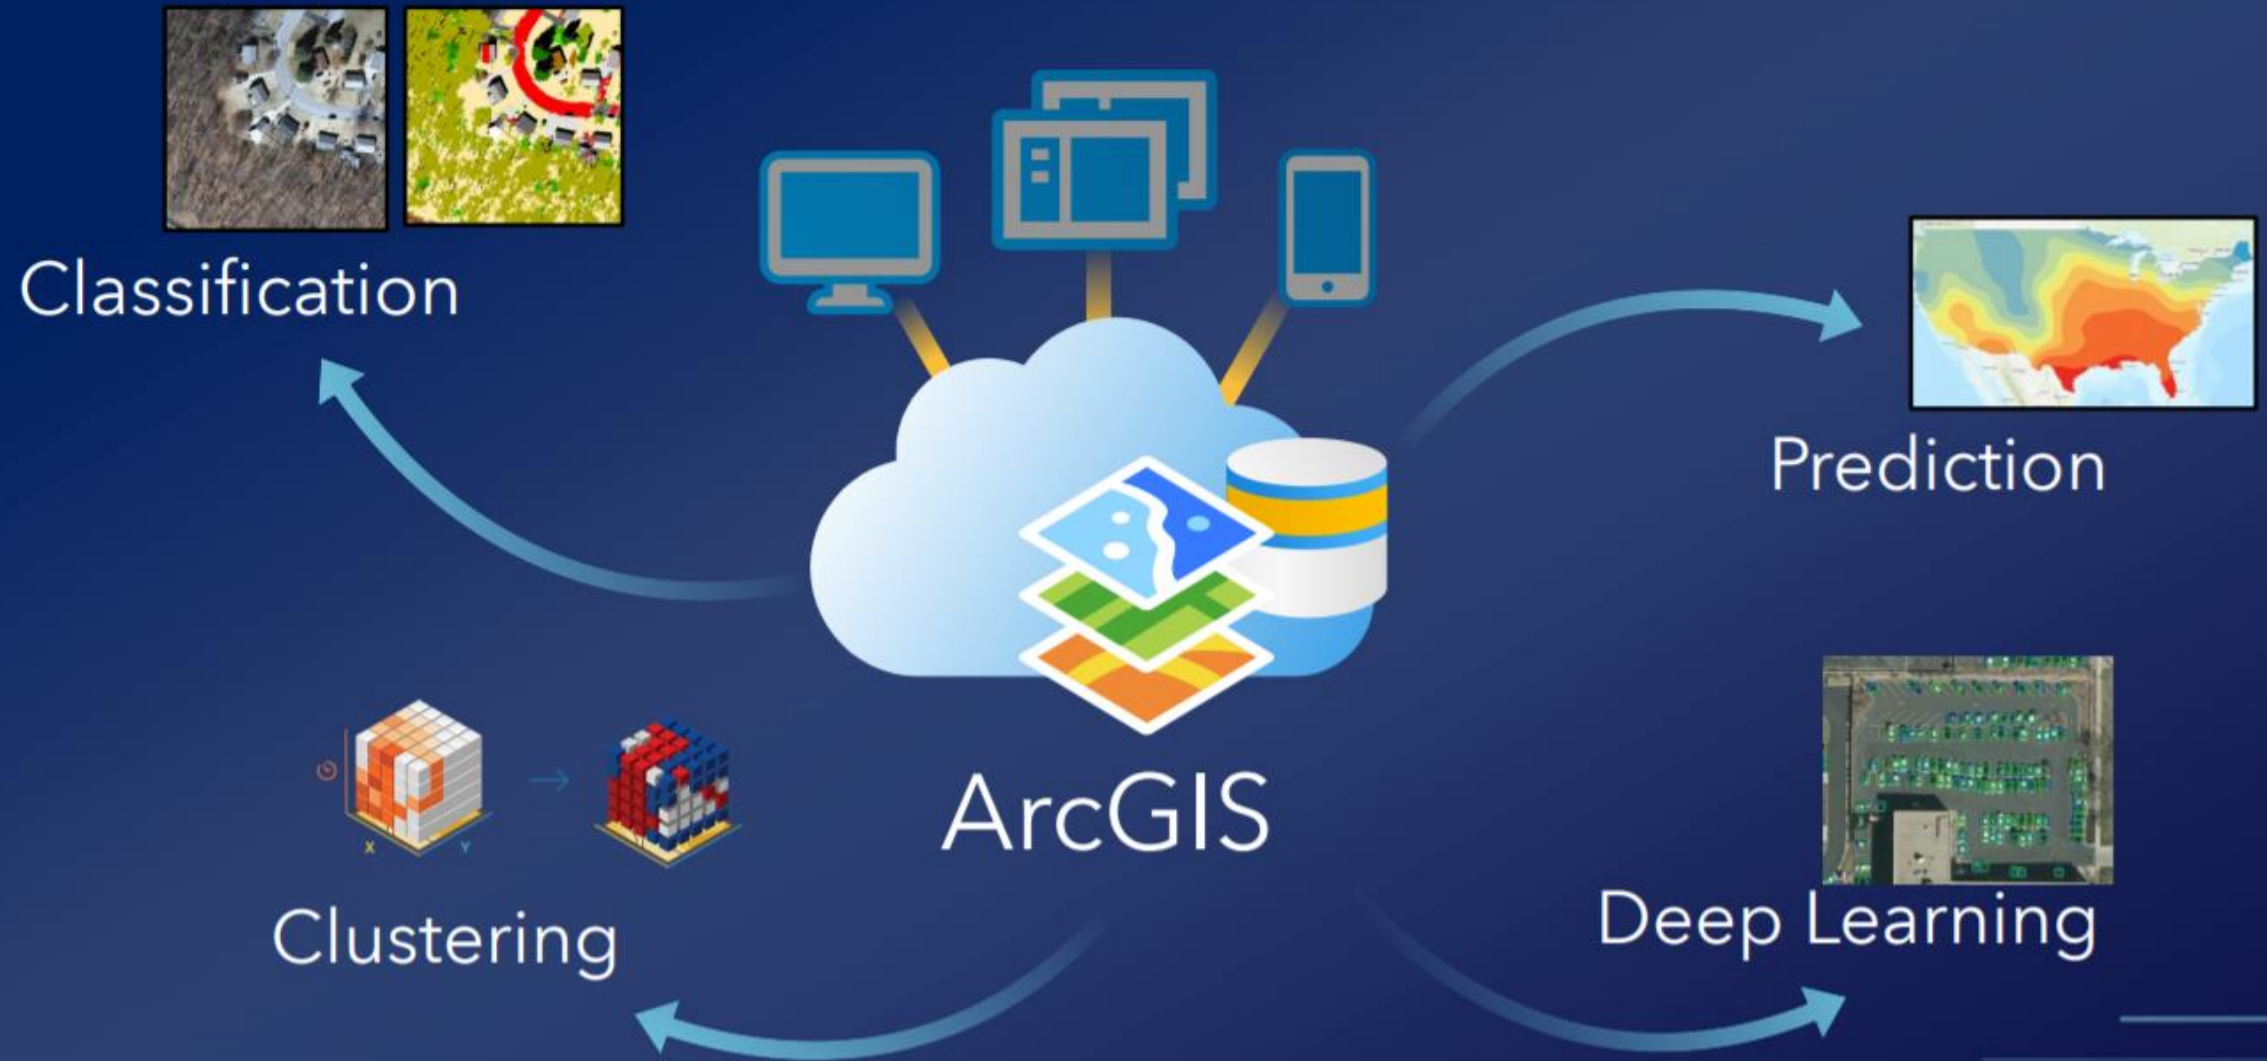 Classification
Prediction
X
Y
ArcGIS
Clustering
Deep Learning